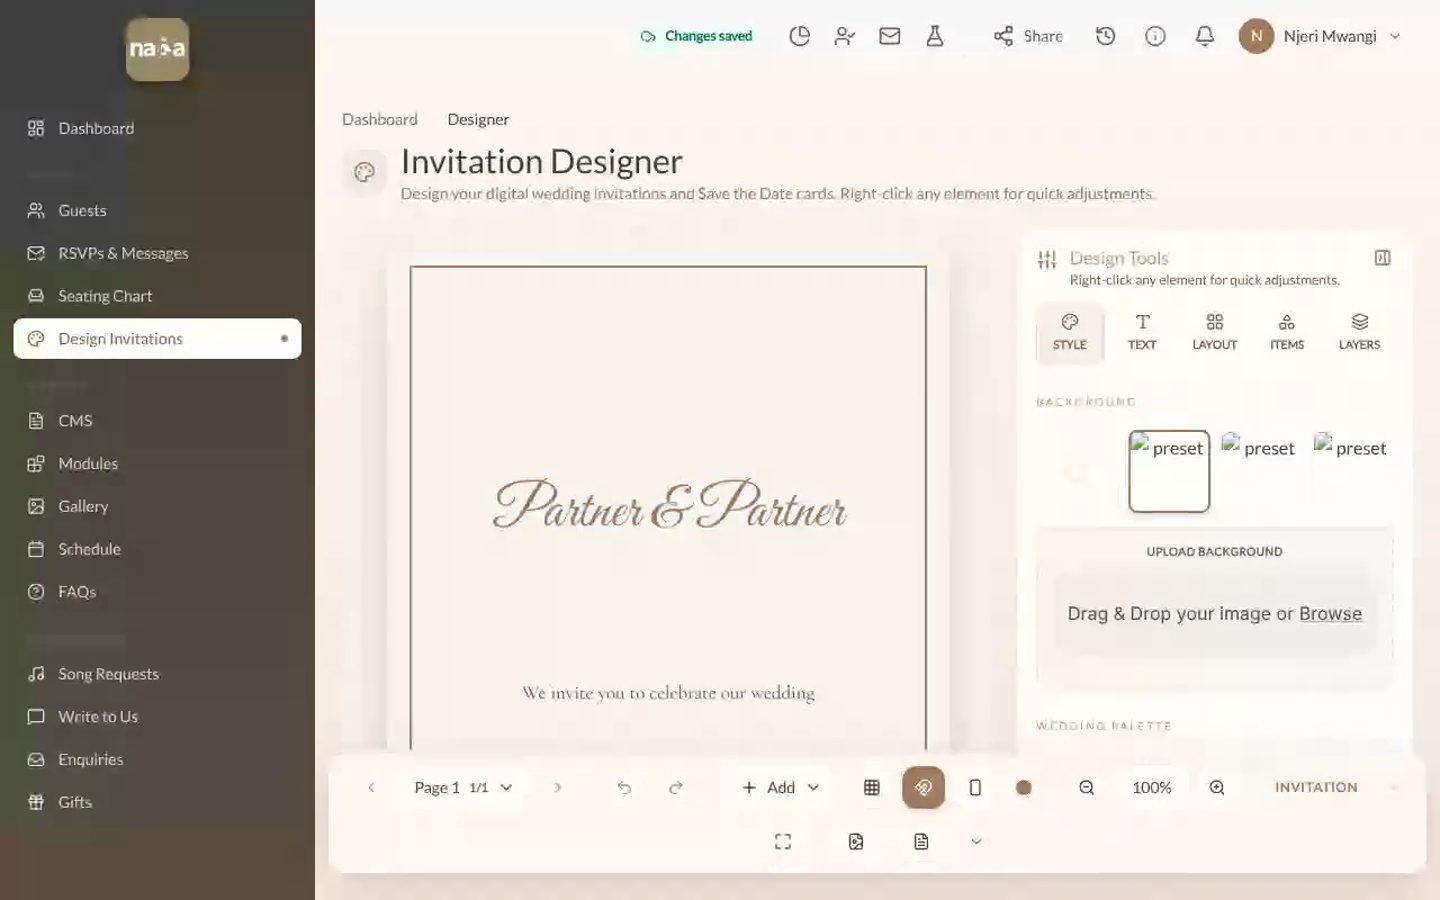 Changes saved
Share
N
Njeri Mwangi
Dashboard
Guests
RSVPs & Messages
Seating Chart
Design Invitations
CMS
Modules
Gallery
Schedule
FAQs
Song Requests
Write to Us
Enquiries
Gifts
Dashboard
Designer
Invitation Designer
Design your digital wedding invitations and Save the Date cards. Right-click any element for quick adjustments.
Partner & Partner
We invite you to celebrate our wedding
Design Tools
Right-click any element for quick adjustments.
STYLE
TEXT
LAYOUT
ITEMS
LAYERS
BACKGROUND
preset
preset
preset
UPLOAD BACKGROUND
Drag & Drop your image or Browse
WEDDING PALETTE
Page 1 1/1
Add
100%
INVITATION